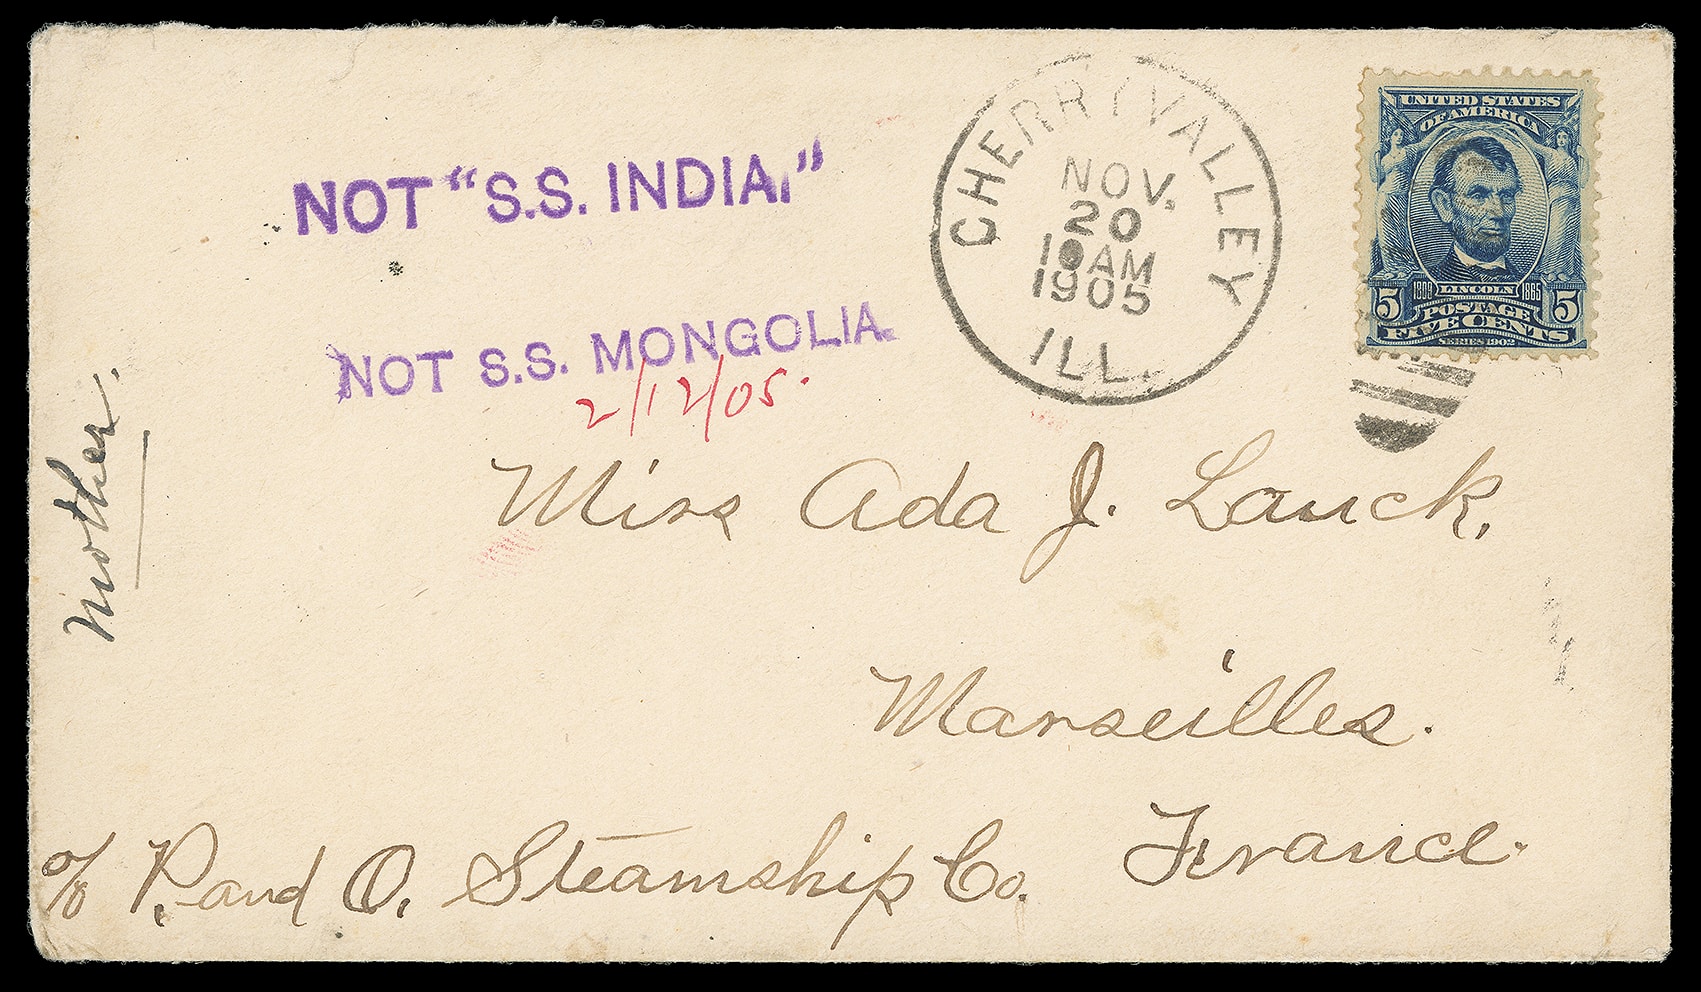 NOT "S.S. INDIA,"
NOT S.S. MONGOLIA.
2/12/05.
CHERRY VALLEY
NOV.
20
10 AM
1905
ILL.
UNITED STATES
OF AMERICA
1809 LINCOLN 1865
5 POSTAGE 5
FIVE CENTS
SERIES 1902
Mother.
Miss Ada J. Lauck.
Marseilles.
France.
c/o P. and O. Steamship Co.